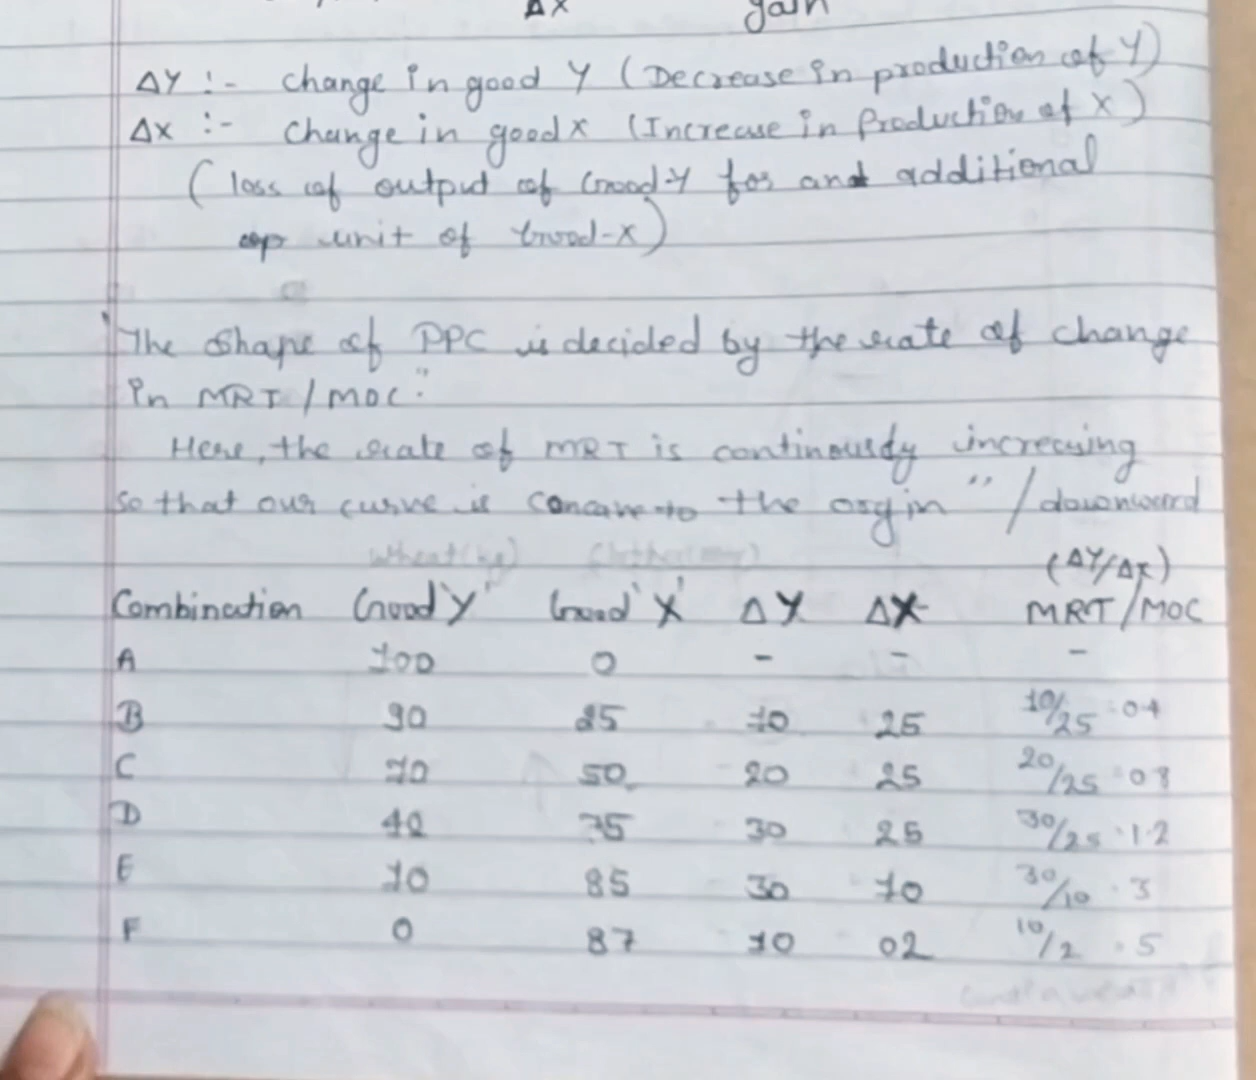 ΔX gain
ΔY :- change in good Y (Decrease in production of Y)
ΔX :- change in good X (Increase in Production of X)
(loss of output of Good-Y for and additional
unit of Good-X)
"The shape of PPC is decided by the rate of change
in MRT/MOC."
Here, the rate of MRT is continously increasing
so that our curve is concave to the orgin" / downward
(ΔY/ΔX)
Combination Good 'Y' Good 'X' ΔY ΔX MRT/MOC
A 100 0 - - -
B 90 25 10 25 10/25 = 0.4
C 70 50 20 25 20/25 = 0.8
D 40 75 30 25 30/25 = 1.2
E 10 85 30 10 30/10 = 3
F 0 87 10 02 10/2 = 5